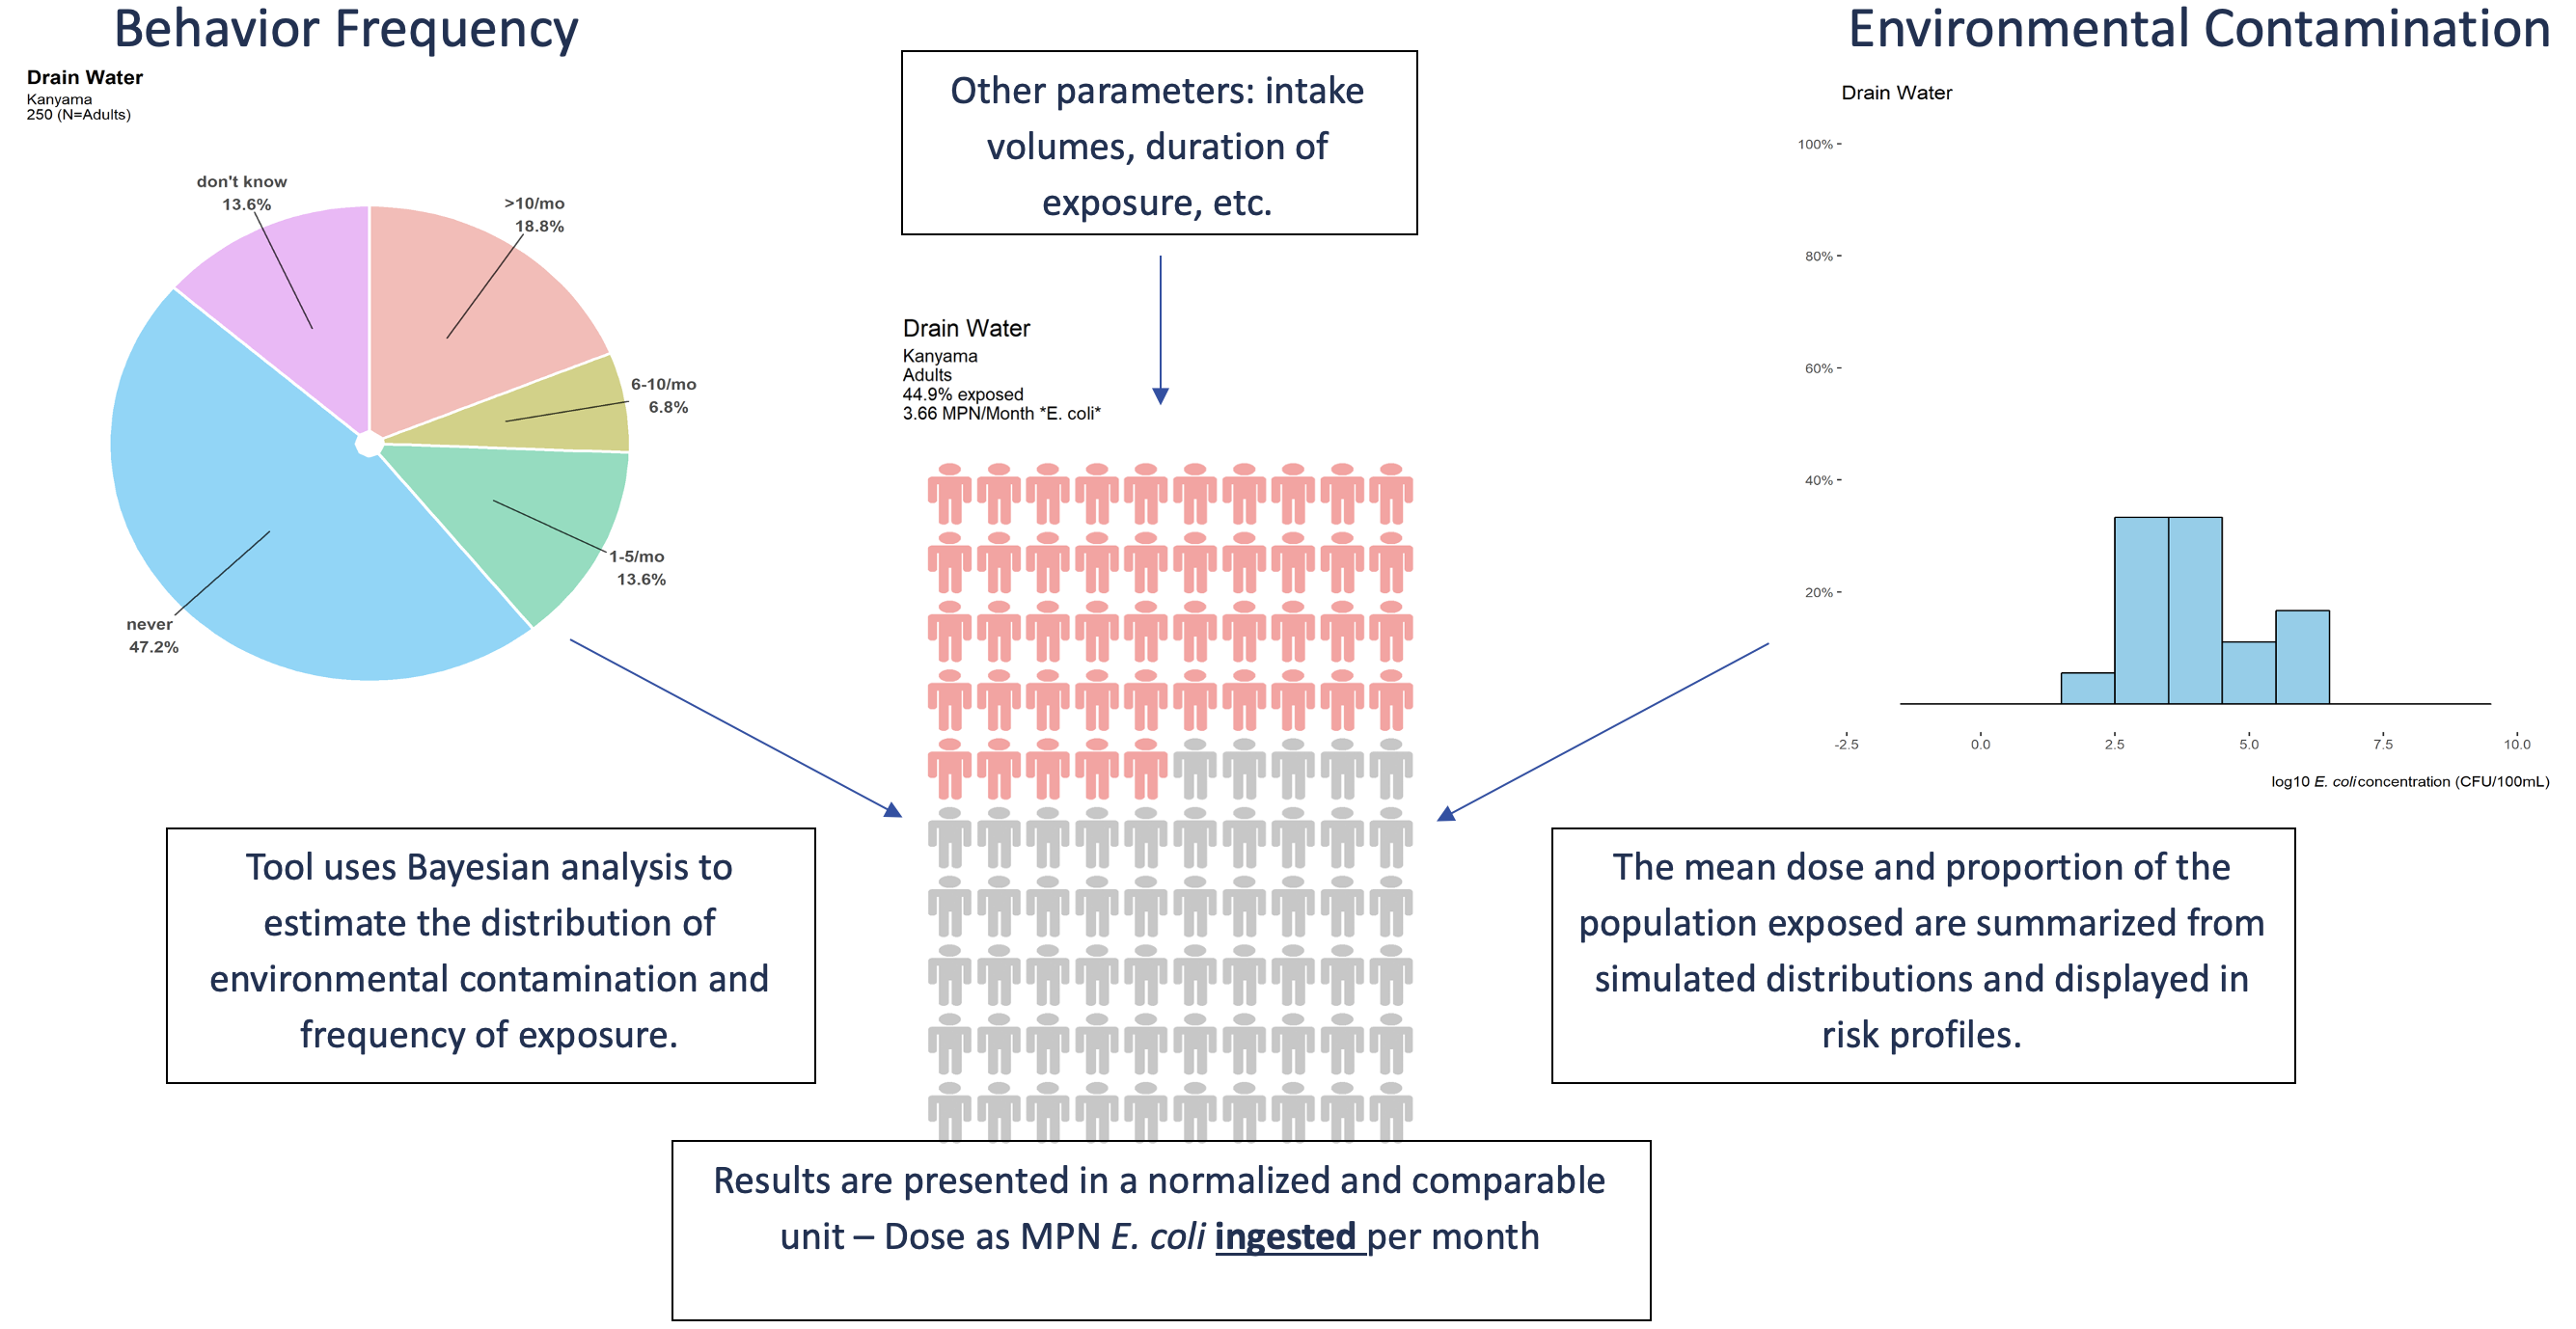 Behavior Frequency
Drain Water
Kanyama
250 (N=Adults)
don't know
13.6%
>10/mo
18.8%
6-10/mo
6.8%
1-5/mo
13.6%
never
47.2%
Other parameters: intake
volumes, duration of
exposure, etc.
Drain Water
Kanyama
Adults
44.9% exposed
3.66 MPN/Month *E. coli*
Environmental Contamination
Drain Water
100%
80%
60%
40%
20%
-2.5 0.0 2.5 5.0 7.5 10.0
log10 E. coli concentration (CFU/100mL)
Tool uses Bayesian analysis to
estimate the distribution of
environmental contamination and
frequency of exposure.
The mean dose and proportion of the
population exposed are summarized from
simulated distributions and displayed in
risk profiles.
Results are presented in a normalized and comparable
unit – Dose as MPN E. coli ingested per month